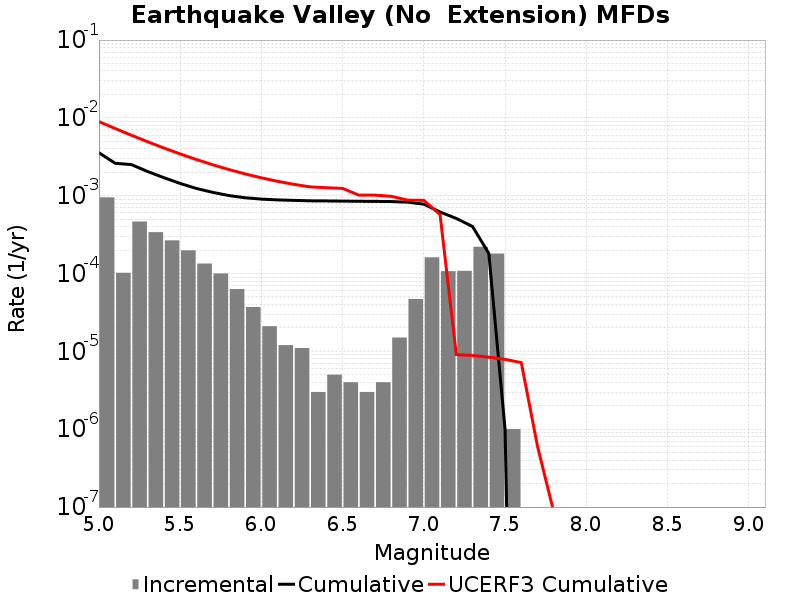 Earthquake Valley (No  Extension) MFDs
10-1
10-2
10-3
10-4
10-5
10-6
10-7
Rate (1/yr)
5.0 5.5 6.0 6.5 7.0 7.5 8.0 8.5 9.0
Magnitude
Incremental Cumulative UCERF3 Cumulative